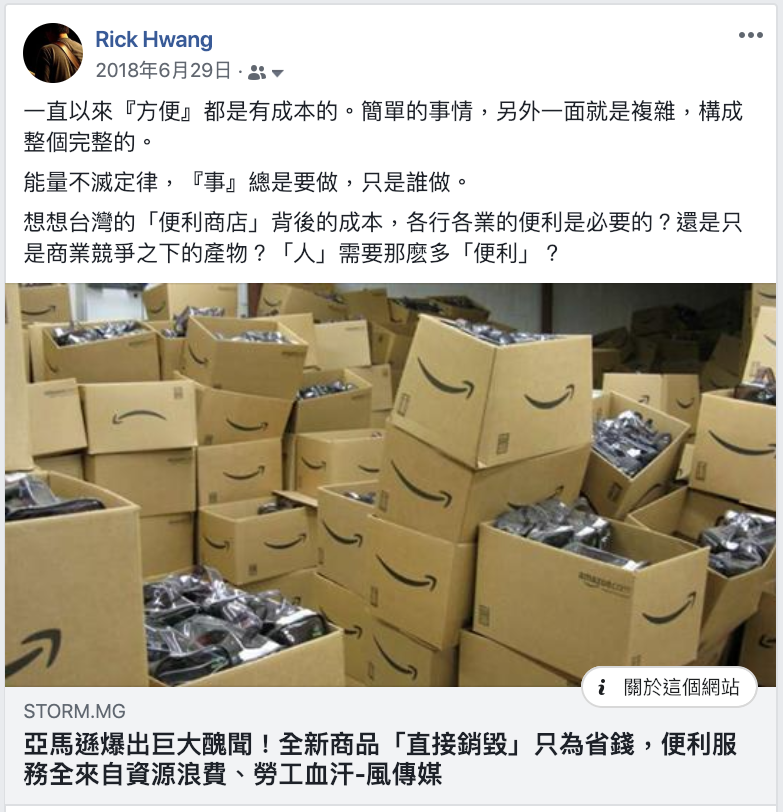 Rick Hwang
2018年6月29日 ·
一直以來『方便』都是有成本的。簡單的事情，另外一面就是複雜，構成
整個完整的。
能量不滅定律，『事』總是要做，只是誰做。
想想台灣的「便利商店」背後的成本，各行各業的便利是必要的？還是只
是商業競爭之下的產物？「人」需要那麼多「便利」？
amazon.com
i 關於這個網站
STORM.MG
亞馬遜爆出巨大醜聞！全新商品「直接銷毀」只為省錢，便利服
務全來自資源浪費、勞工血汗-風傳媒